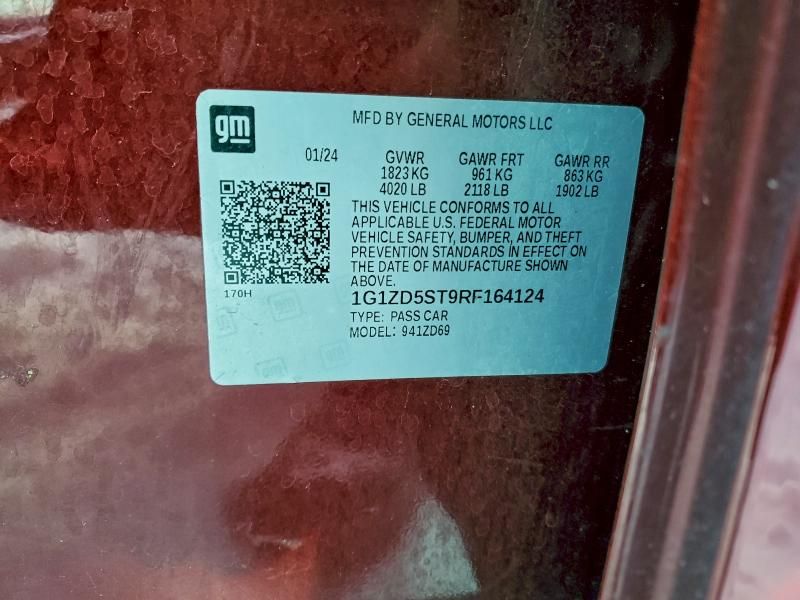 gm
MFD BY GENERAL MOTORS LLC
01/24 GVWR GAWR FRT GAWR RR
1823 KG 961 KG 863 KG
4020 LB 2118 LB 1902 LB
THIS VEHICLE CONFORMS TO ALL
APPLICABLE U.S. FEDERAL MOTOR
VEHICLE SAFETY, BUMPER, AND THEFT
PREVENTION STANDARDS IN EFFECT ON
THE DATE OF MANUFACTURE SHOWN
ABOVE.
170H
1G1ZD5ST9RF164124
TYPE: PASS CAR
MODEL: 941ZD69